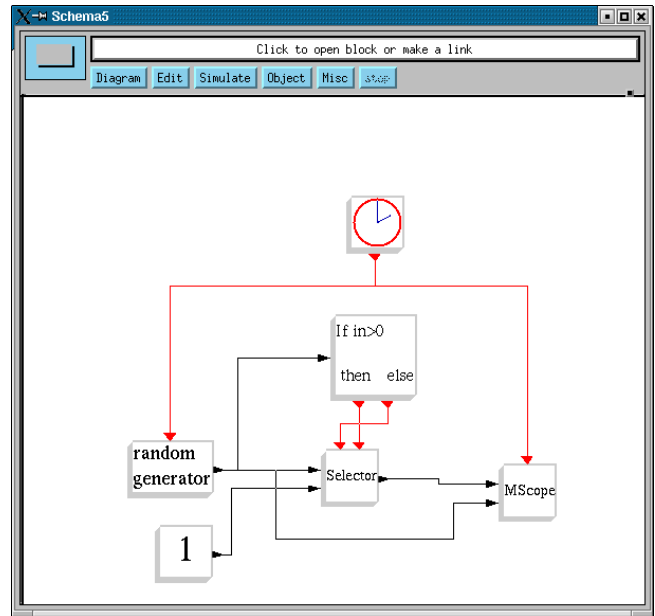 Schema5
Click to open block or make a link
Diagram Edit Simulate Object Misc stop
If in>0
then else
random
generator
Selector
MScope
1